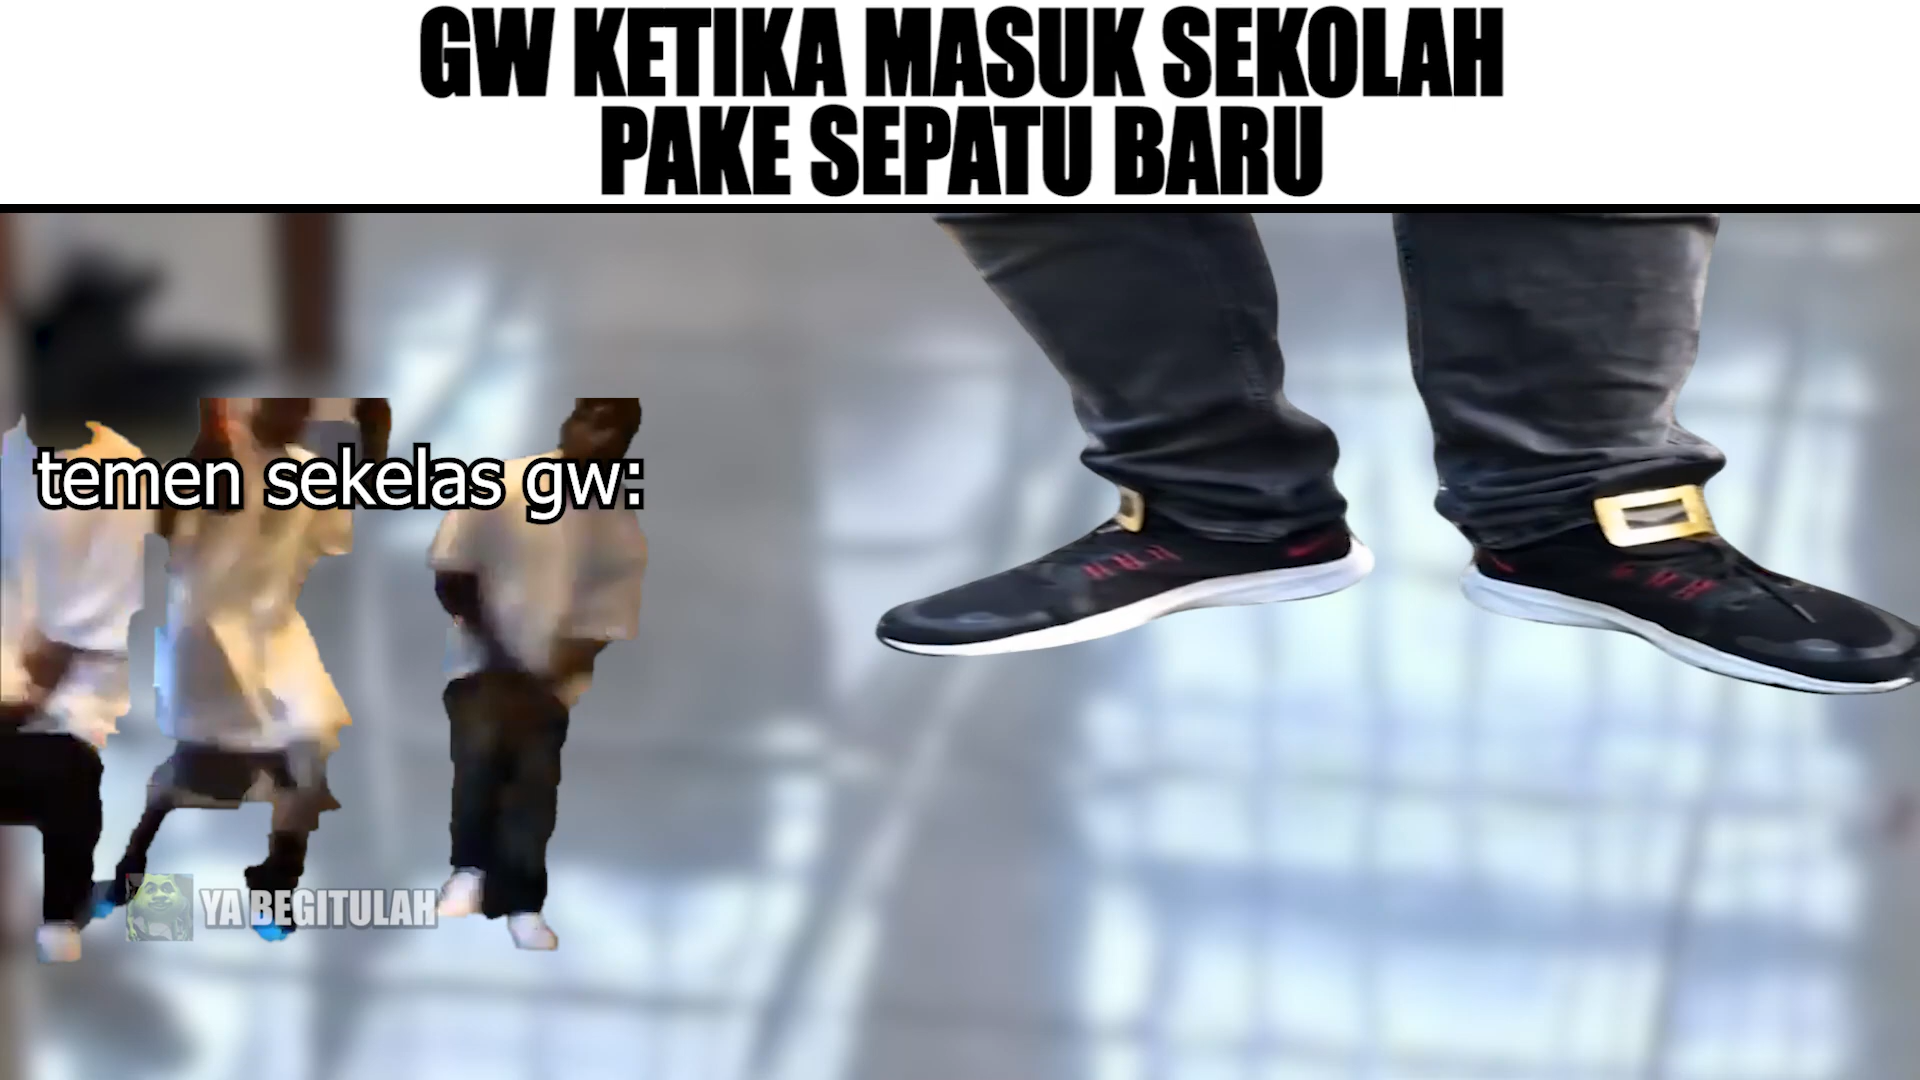 GW KETIKA MASUK SEKOLAH
PAKE SEPATU BARU
temen sekelas gw:
YA BEGITULAH